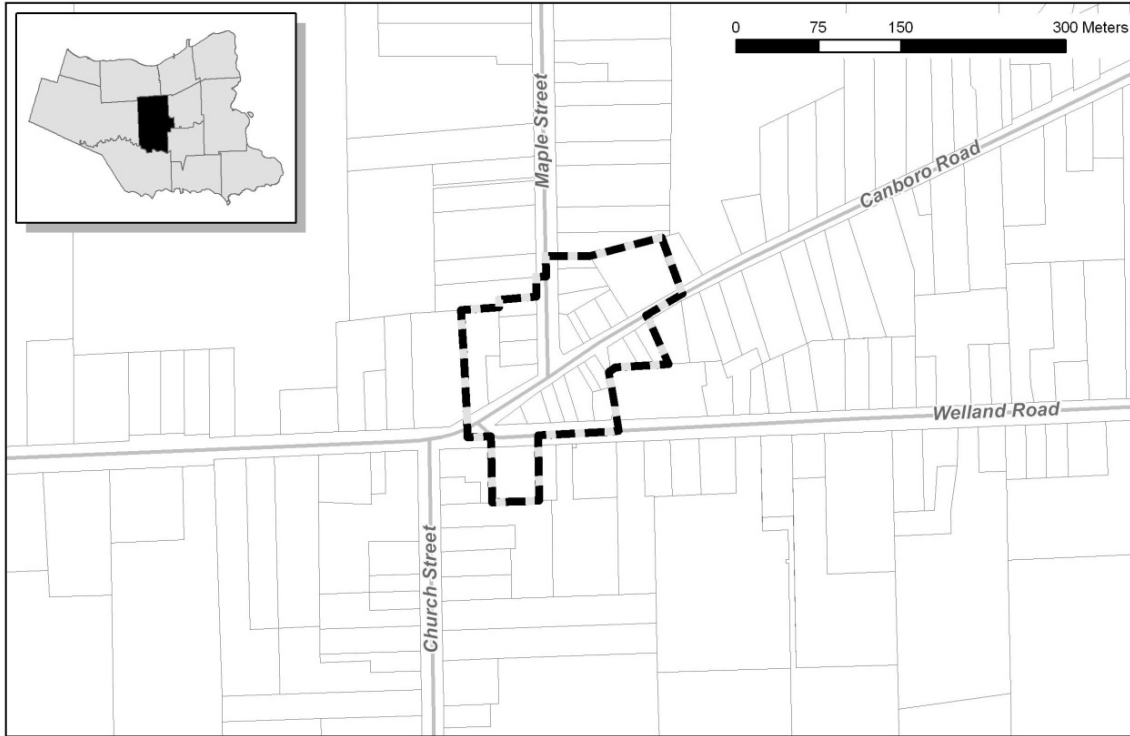 0 75 150 300 Meters
Maple Street
Canboro Road
Welland Road
Church Street